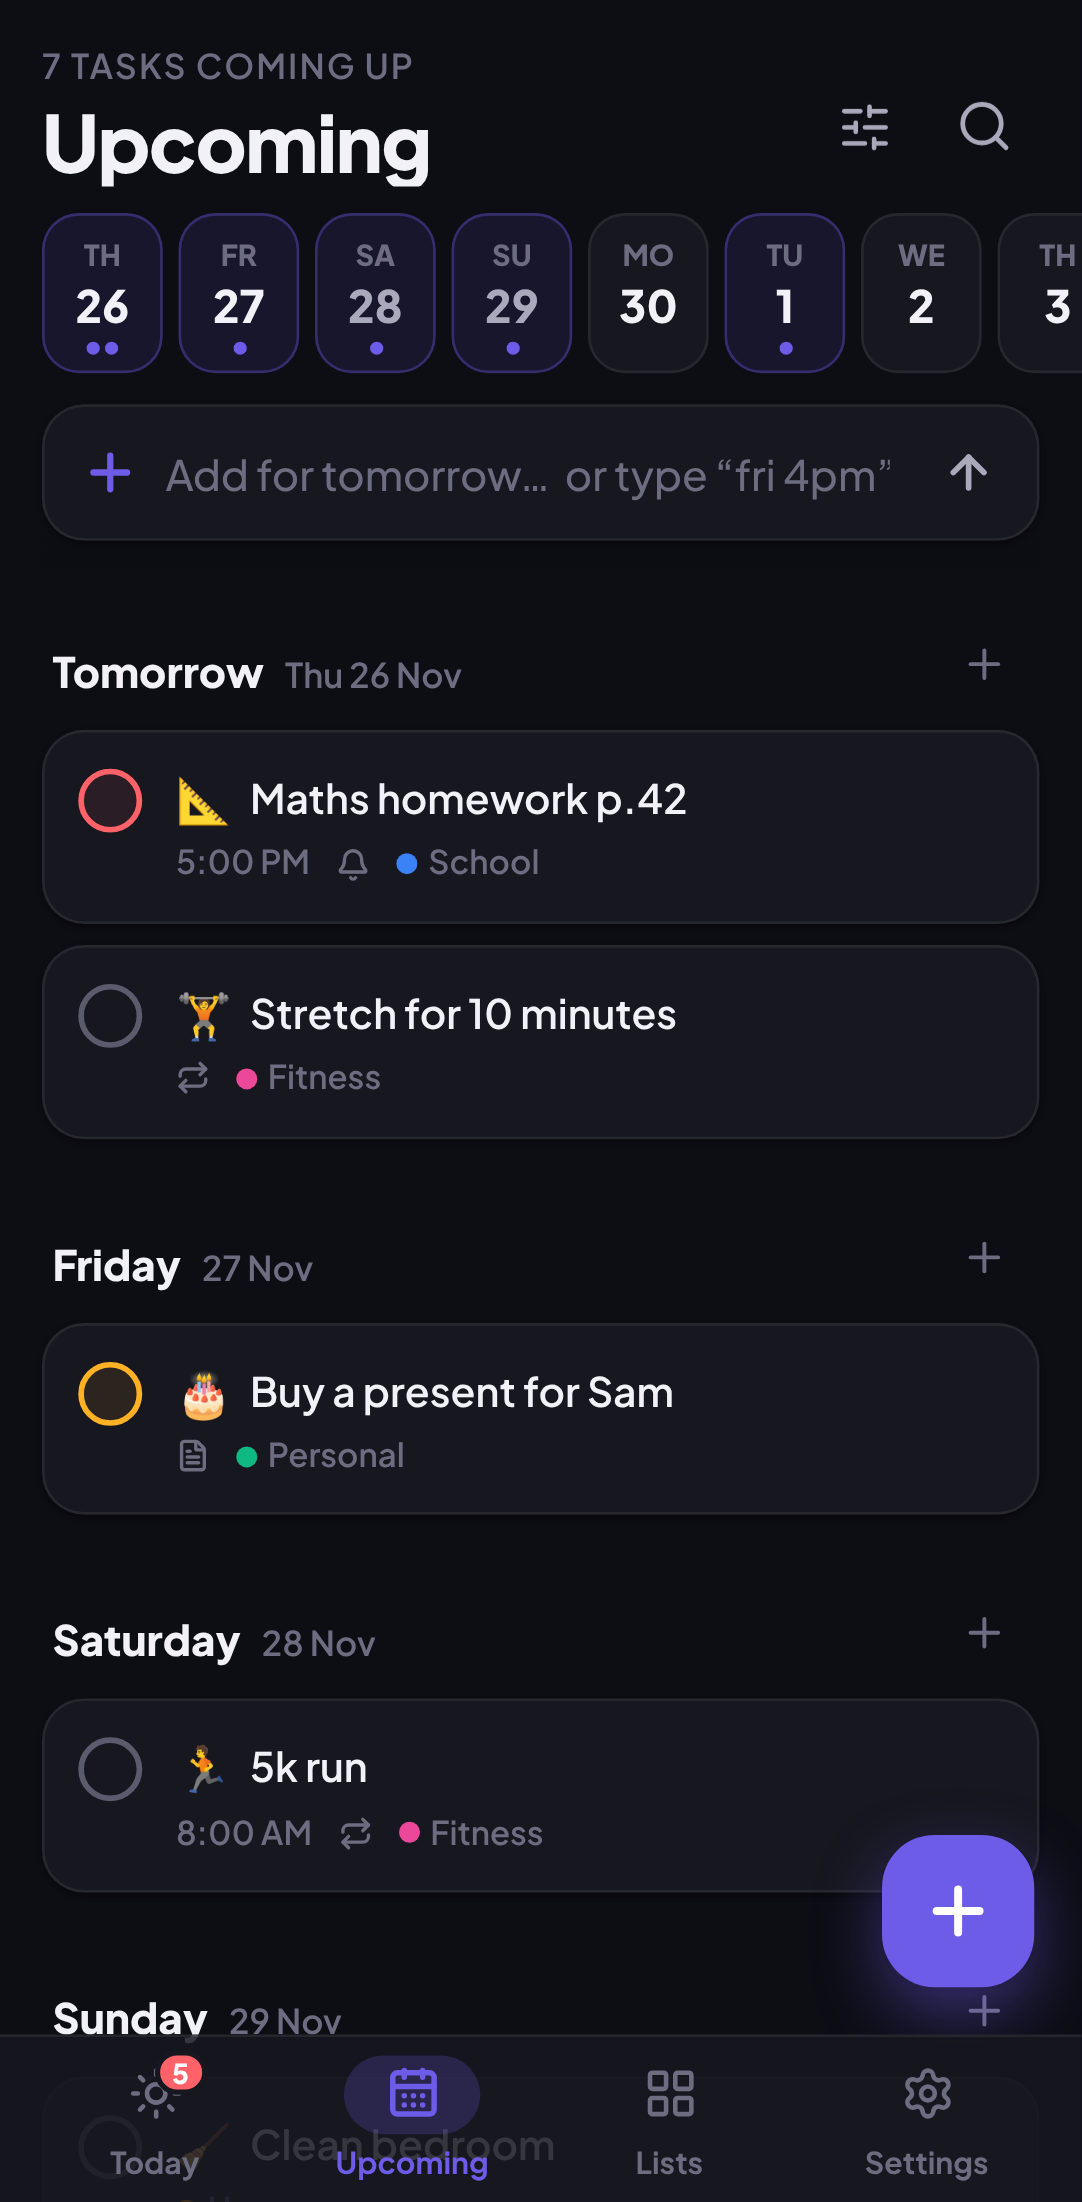 7 TASKS COMING UP
Upcoming
TH FR SA SU MO TU WE TH
26 27 28 29 30 1 2 3
Add for tomorrow… or type “fri 4pm”
Tomorrow Thu 26 Nov
Maths homework p.42
5:00 PM School
Stretch for 10 minutes
Fitness
Friday 27 Nov
Buy a present for Sam
Personal
Saturday 28 Nov
5k run
8:00 AM Fitness
Sunday 29 Nov
5
Clean bedroom
Today Upcoming Lists Settings